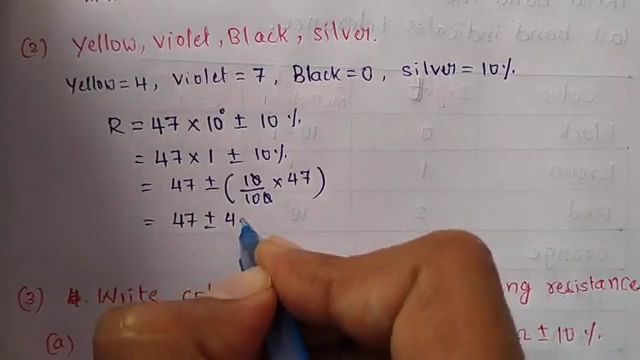 (2) Yellow, violet, Black, silver.
Yellow = 4, violet = 7, Black = 0, silver = 10%.
R = 47 × 10⁰ ± 10 %.
= 47 × 1 ± 10%.
= 47 ± (10/100 × 47)
= 47 ± 4
(3) 4. Write resistance
(a) ± 10 %.